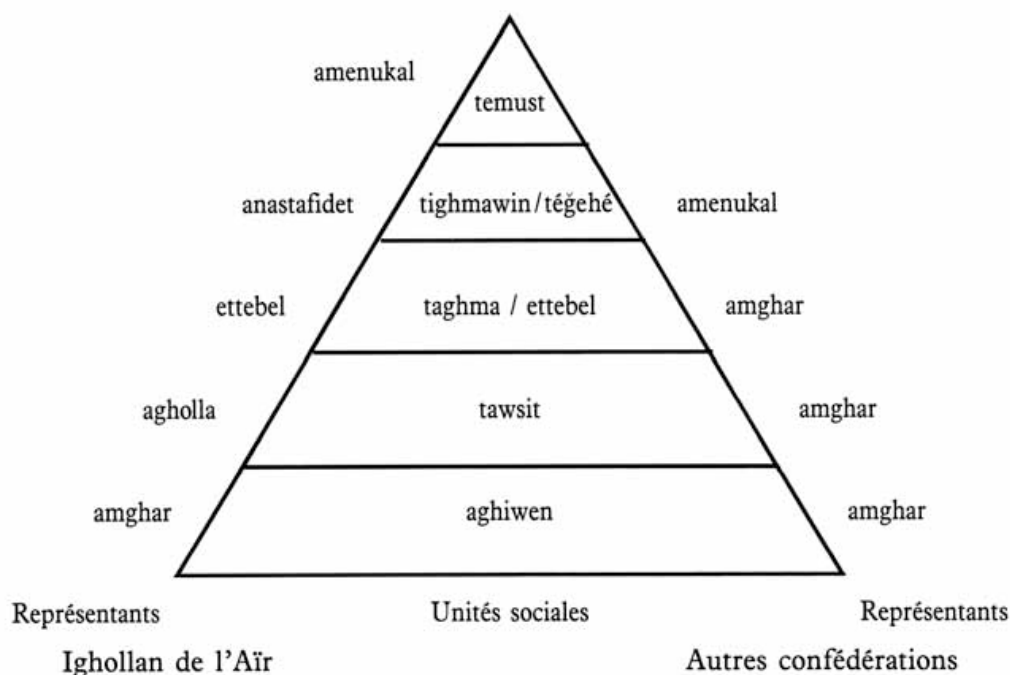 amenukal
temust
anastafidet tighmawin/téğehé amenukal
ettebel taghma / ettebel amghar
agholla tawsit amghar
amghar aghiwen amghar
Représentants Unités sociales Représentants
Ighollan de l'Aïr Autres confédérations